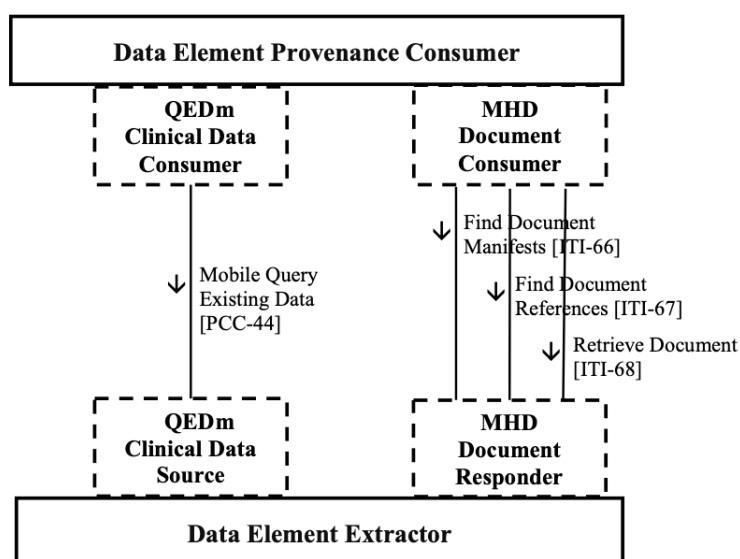 Data Element Provenance Consumer
QEDm
Clinical Data
Consumer
MHD
Document
Consumer
Find Document
Manifests [ITI-66]
Mobile Query
Existing Data
[PCC-44]
Find Document
References [ITI-67]
Retrieve Document
[ITI-68]
QEDm
Clinical Data
Source
MHD
Document
Responder
Data Element Extractor